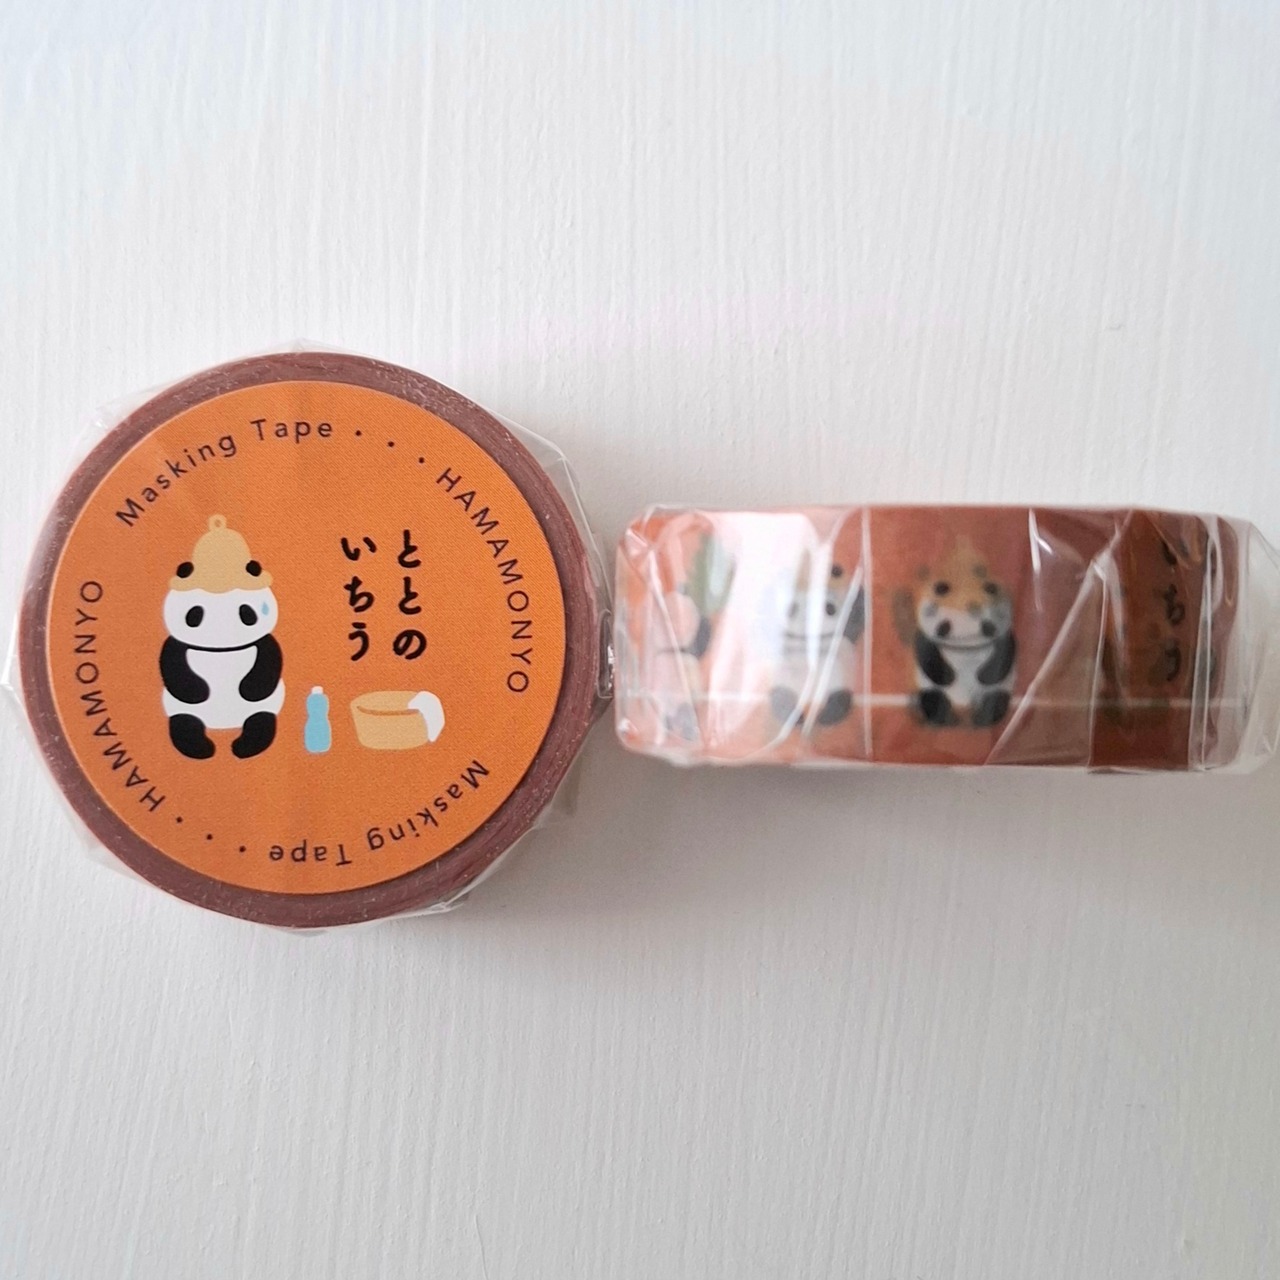 Masking Tape . . . HAMAMONYO
Masking Tape . . . HAMAMONYO
ととの
いちう
いちう